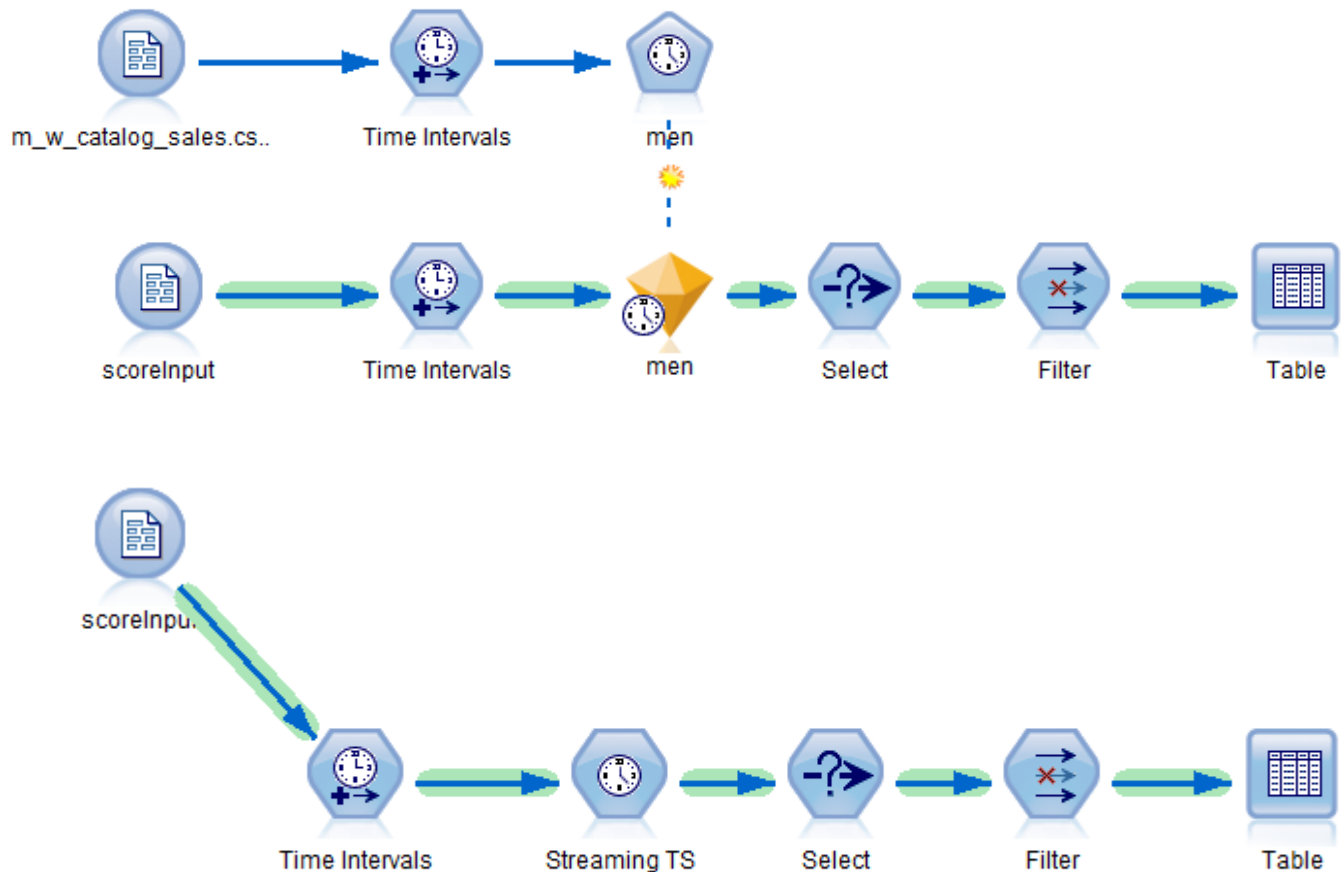 m_w_catalog_sales.cs..
Time Intervals
men
scoreInput
Time Intervals
men
Select
Filter
Table
scoreInput
Time Intervals
Streaming TS
Select
Filter
Table